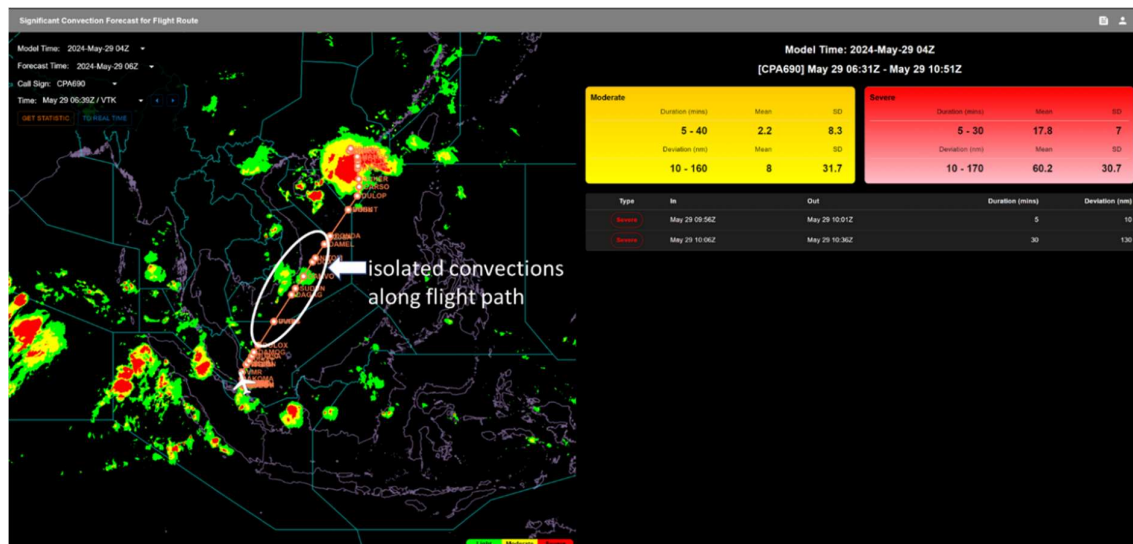 Significant Convection Forecast for Flight Route
Model Time: 2024-May-29 04Z
Forecast Time: 2024-May-29 06Z
Call Sign: CPA690
Time: May 29 06:39Z / VTK
GET STATISTIC TO REAL TIME
DULOP
DAMEL
DAMOG
isolated convections
along flight path
Light Moderate
Model Time: 2024-May-29 04Z
[CPA690] May 29 06:31Z - May 29 10:51Z
Moderate
Duration (mins) Mean SD
5 - 40 2.2 8.3
Deviation (nm) Mean SD
10 - 160 8 31.7
Severe
Duration (mins) Mean SD
5 - 30 17.8 7
Deviation (nm) Mean SD
10 - 170 60.2 30.7
Type In Out Duration (mins) Deviation (nm)
Severe May 29 09:56Z May 29 10:01Z 5 10
Severe May 29 10:06Z May 29 10:36Z 30 130